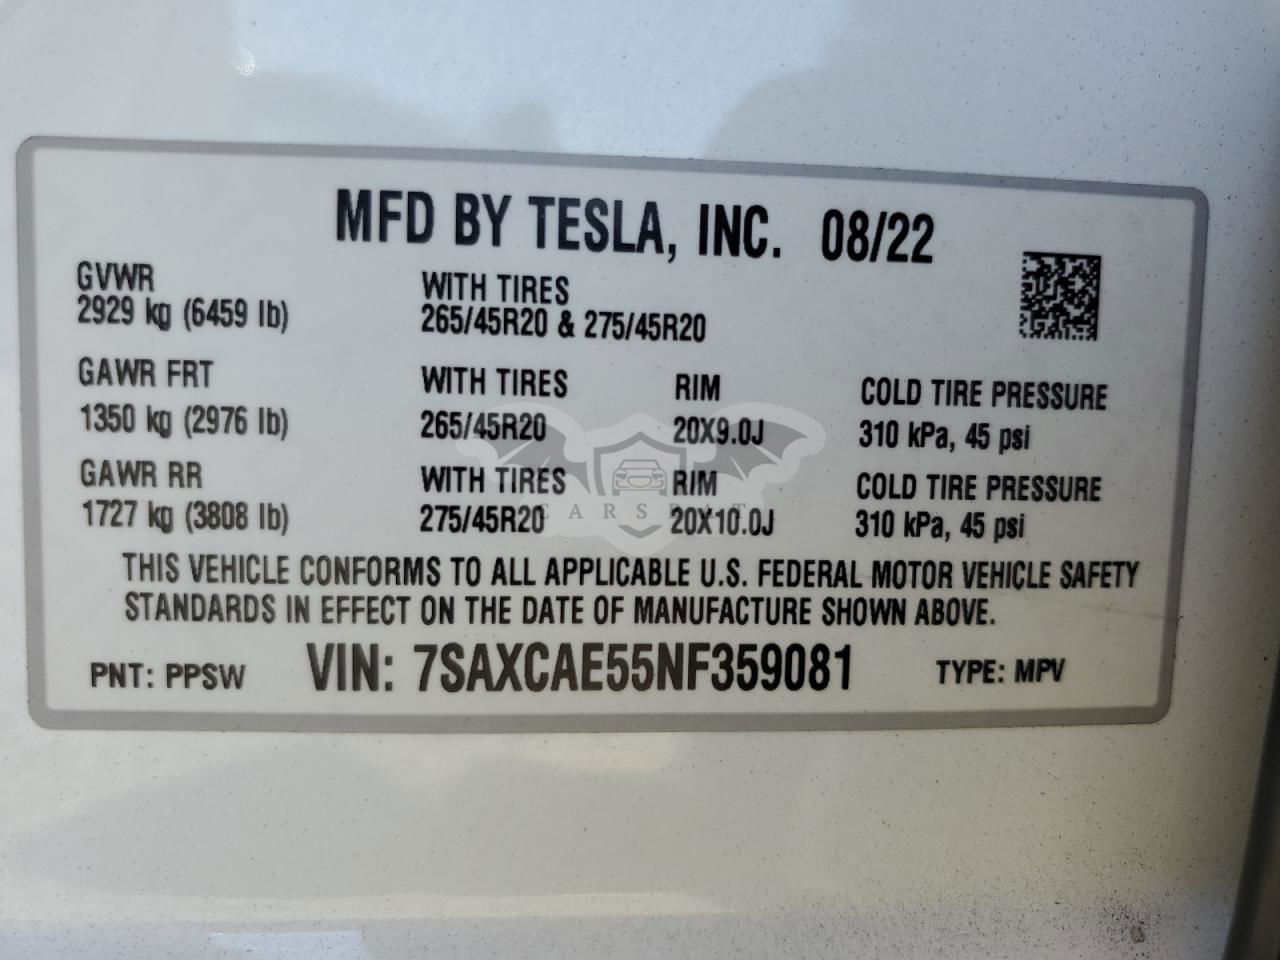 MFD BY TESLA, INC. 08/22
GVWR
2929 kg (6459 lb)
WITH TIRES
265/45R20 & 275/45R20
GAWR FRT
1350 kg (2976 lb)
WITH TIRES
265/45R20
RIM
20X9.0J
COLD TIRE PRESSURE
310 kPa, 45 psi
GAWR RR
1727 kg (3808 lb)
WITH TIRES
275/45R20
RIM
20X10.0J
COLD TIRE PRESSURE
310 kPa, 45 psi
THIS VEHICLE CONFORMS TO ALL APPLICABLE U.S. FEDERAL MOTOR VEHICLE SAFETY
STANDARDS IN EFFECT ON THE DATE OF MANUFACTURE SHOWN ABOVE.
PNT: PPSW VIN: 7SAXCAE55NF359081 TYPE: MPV